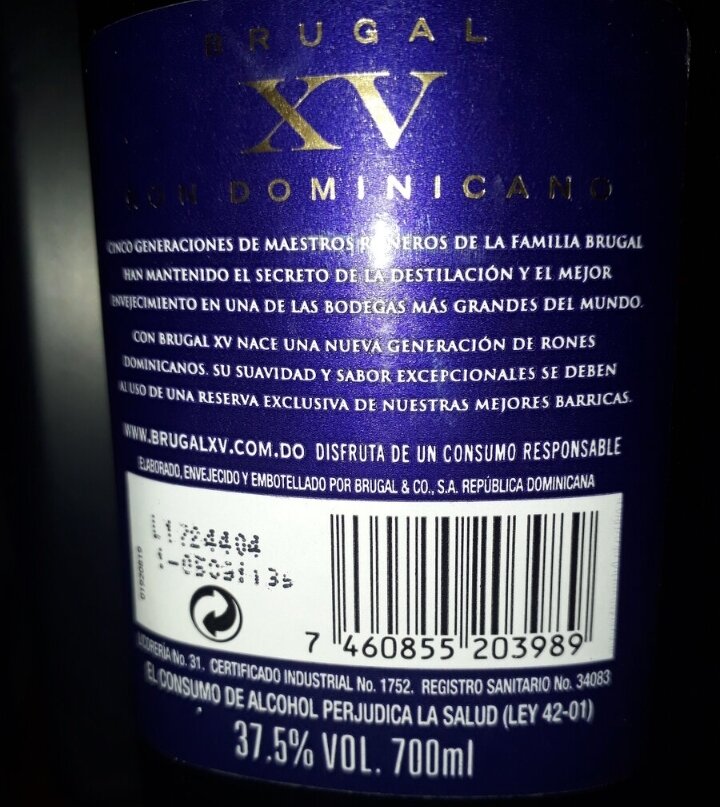 BRUGAL
XV
RON DOMINICANO
CINCO GENERACIONES DE MAESTROS RONEROS DE LA FAMILIA BRUGAL
HAN MANTENIDO EL SECRETO DE LA DESTILACIÓN Y EL MEJOR
ENVEJECIMIENTO EN UNA DE LAS BODEGAS MÁS GRANDES DEL MUNDO.
CON BRUGAL XV NACE UNA NUEVA GENERACIÓN DE RONES
DOMINICANOS. SU SUAVIDAD Y SABOR EXCEPCIONALES SE DEBEN
AL USO DE UNA RESERVA EXCLUSIVA DE NUESTRAS MEJORES BARRICAS.
WWW.BRUGALXV.COM.DO DISFRUTA DE UN CONSUMO RESPONSABLE
ELABORADO, ENVEJECIDO Y EMBOTELLADO POR BRUGAL & CO., S.A. REPÚBLICA DOMINICANA
7 460855 203989
LICORERÍA No. 31. CERTIFICADO INDUSTRIAL No. 1752. REGISTRO SANITARIO No. 34083
EL CONSUMO DE ALCOHOL PERJUDICA LA SALUD (LEY 42-01)
37.5% VOL. 700ml